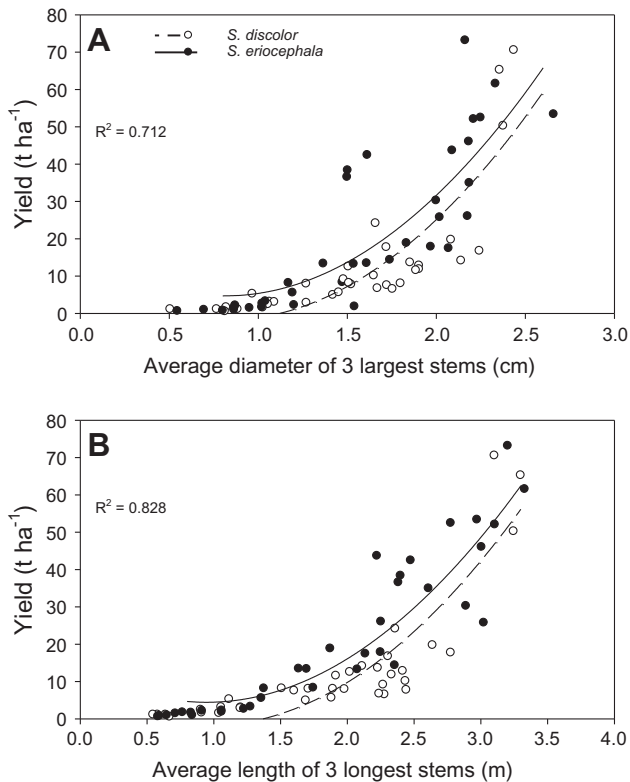 A
S. discolor
S. eriocephala
R² = 0.712
Yield (t ha⁻¹)
80
70
60
50
40
30
20
10
0
0.0 0.5 1.0 1.5 2.0 2.5 3.0
Average diameter of 3 largest stems (cm)
B
R² = 0.828
Yield (t ha⁻¹)
80
70
60
50
40
30
20
10
0
0.0 0.5 1.0 1.5 2.0 2.5 3.0 3.5 4.0
Average length of 3 longest stems (m)